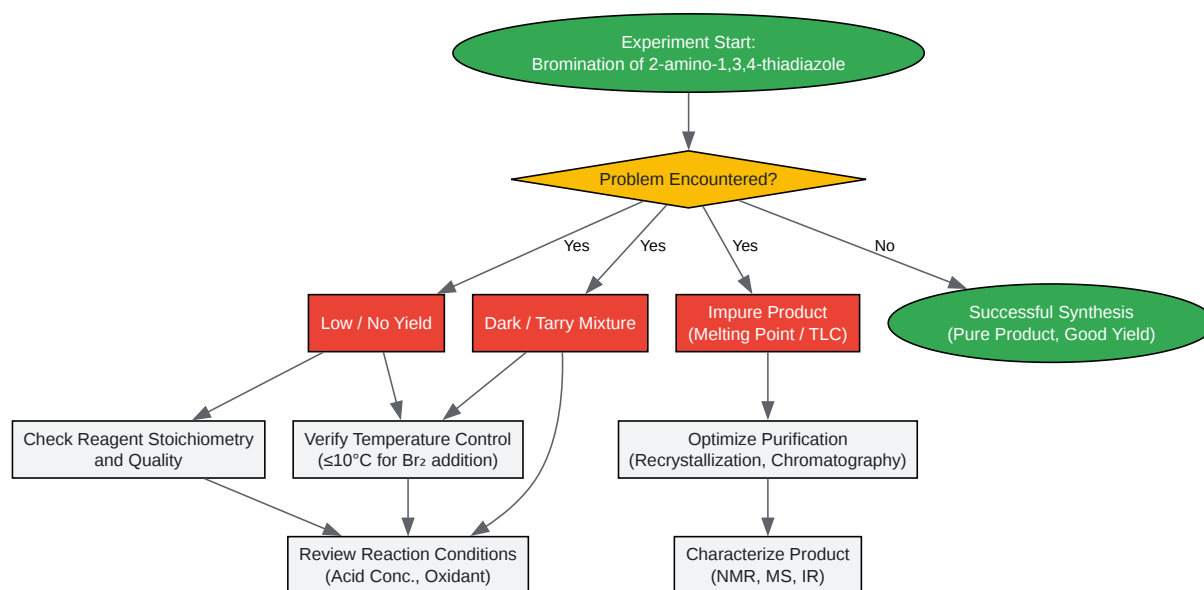 Experiment Start:
Bromination of 2-amino-1,3,4-thiadiazole
Problem Encountered?
Yes
Yes
Yes
No
Low / No Yield
Dark / Tarry Mixture
Impure Product
(Melting Point / TLC)
Successful Synthesis
(Pure Product, Good Yield)
Check Reagent Stoichiometry
and Quality
Verify Temperature Control
(≤10°C for Br₂ addition)
Optimize Purification
(Recrystallization, Chromatography)
Review Reaction Conditions
(Acid Conc., Oxidant)
Characterize Product
(NMR, MS, IR)